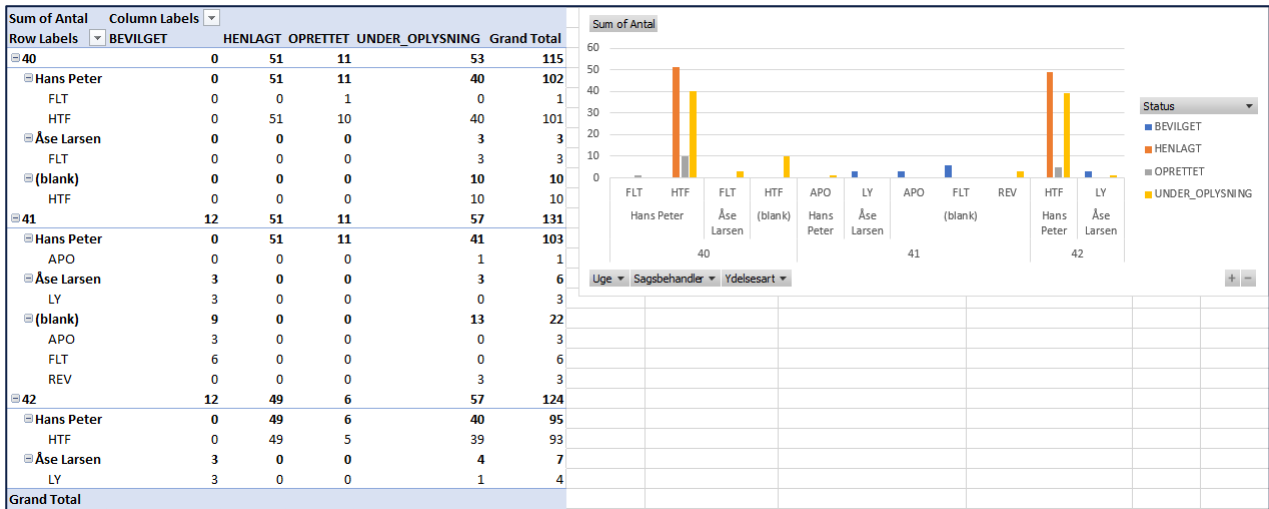 Sum of Antal Column Labels
Row Labels BEVILGET HENLAGT OPRETTET UNDER_OPLYSNING Grand Total
40 0 51 11 53 115
Hans Peter 0 51 11 40 102
FLT 0 0 1 0 1
HTF 0 51 10 40 101
Åse Larsen 0 0 0 3 3
FLT 0 0 0 3 3
(blank) 0 0 0 10 10
HTF 0 0 0 10 10
41 12 51 11 57 131
Hans Peter 0 51 11 41 103
APO 0 0 0 1 1
Åse Larsen 3 0 0 3 6
LY 3 0 0 0 3
(blank) 9 0 0 13 22
APO 3 0 0 0 3
FLT 6 0 0 0 6
REV 0 0 0 3 3
42 12 49 6 57 124
Hans Peter 0 49 6 40 95
HTF 0 49 5 39 93
Åse Larsen 3 0 0 4 7
LY 3 0 0 1 4
Grand Total
Sum of Antal
60
50
40
30
20
10
0
FLT HTF FLT HTF APO LY APO FLT REV HTF LY
Hans Peter Åse Larsen (blank) Hans Peter Åse Larsen (blank) Hans Peter Åse Larsen
40 41 42
Uge Sagsbehandler Ydelsesart
+ −
Status
BEVILGET
HENLAGT
OPRETTET
UNDER_OPLYSNING